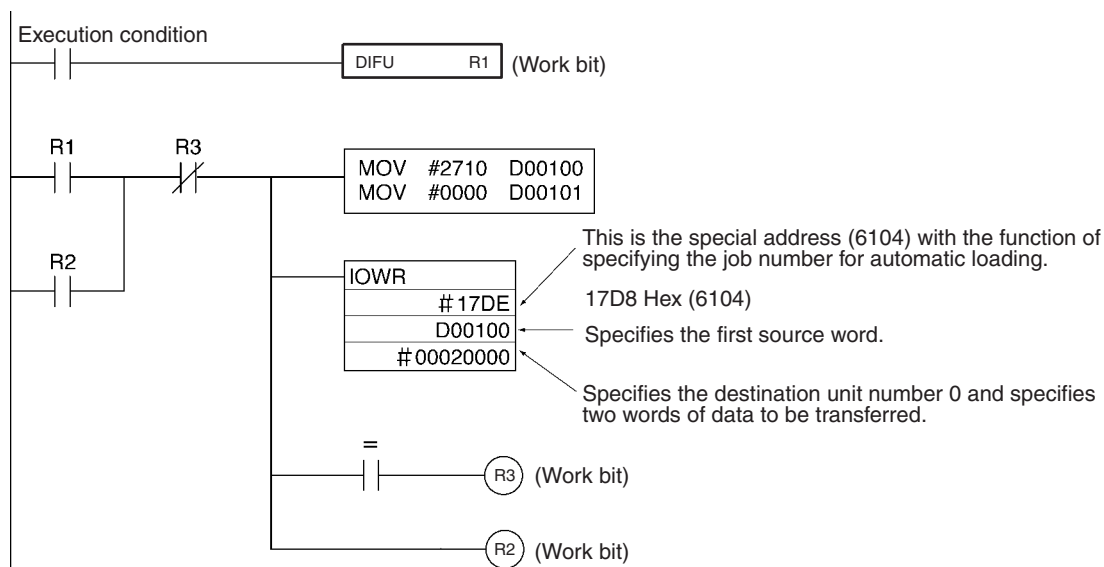 Execution condition
DIFU R1 (Work bit)
R1 R3
MOV #2710 D00100
MOV #0000 D00101
R2
This is the special address (6104) with the function of
specifying the job number for automatic loading.
IOWR
#17DE
17D8 Hex (6104)
D00100
Specifies the first source word.
#00020000
Specifies the destination unit number 0 and specifies
two words of data to be transferred.
=
R3 (Work bit)
R2 (Work bit)